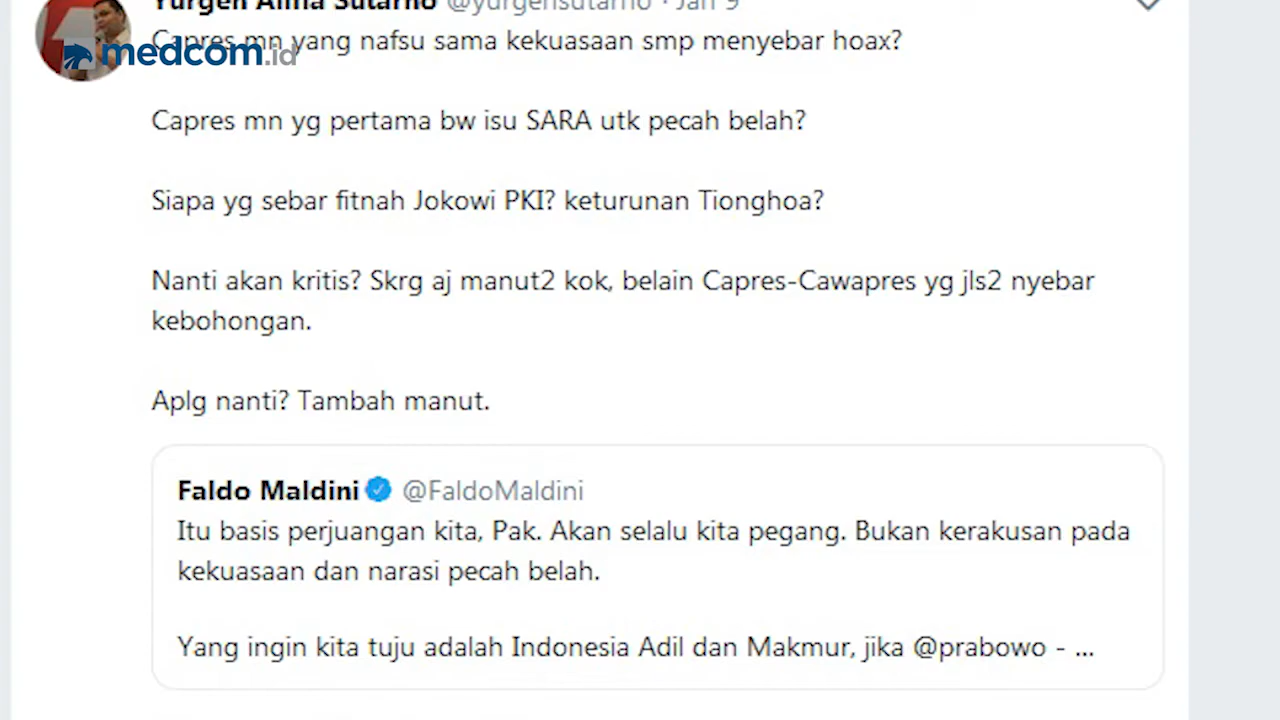 Yurgen Alifia Sutarno @yurgensutarno · Jan 9
Capres mn yang nafsu sama kekuasaan smp menyebar hoax?
medcom.id
Capres mn yg pertama bw isu SARA utk pecah belah?
Siapa yg sebar fitnah Jokowi PKI? keturunan Tionghoa?
Nanti akan kritis? Skrg aj manut2 kok, belain Capres-Cawapres yg jls2 nyebar
kebohongan.
Aplg nanti? Tambah manut.
Faldo Maldini @FaldoMaldini
Itu basis perjuangan kita, Pak. Akan selalu kita pegang. Bukan kerakusan pada
kekuasaan dan narasi pecah belah.
Yang ingin kita tuju adalah Indonesia Adil dan Makmur, jika @prabowo - ...